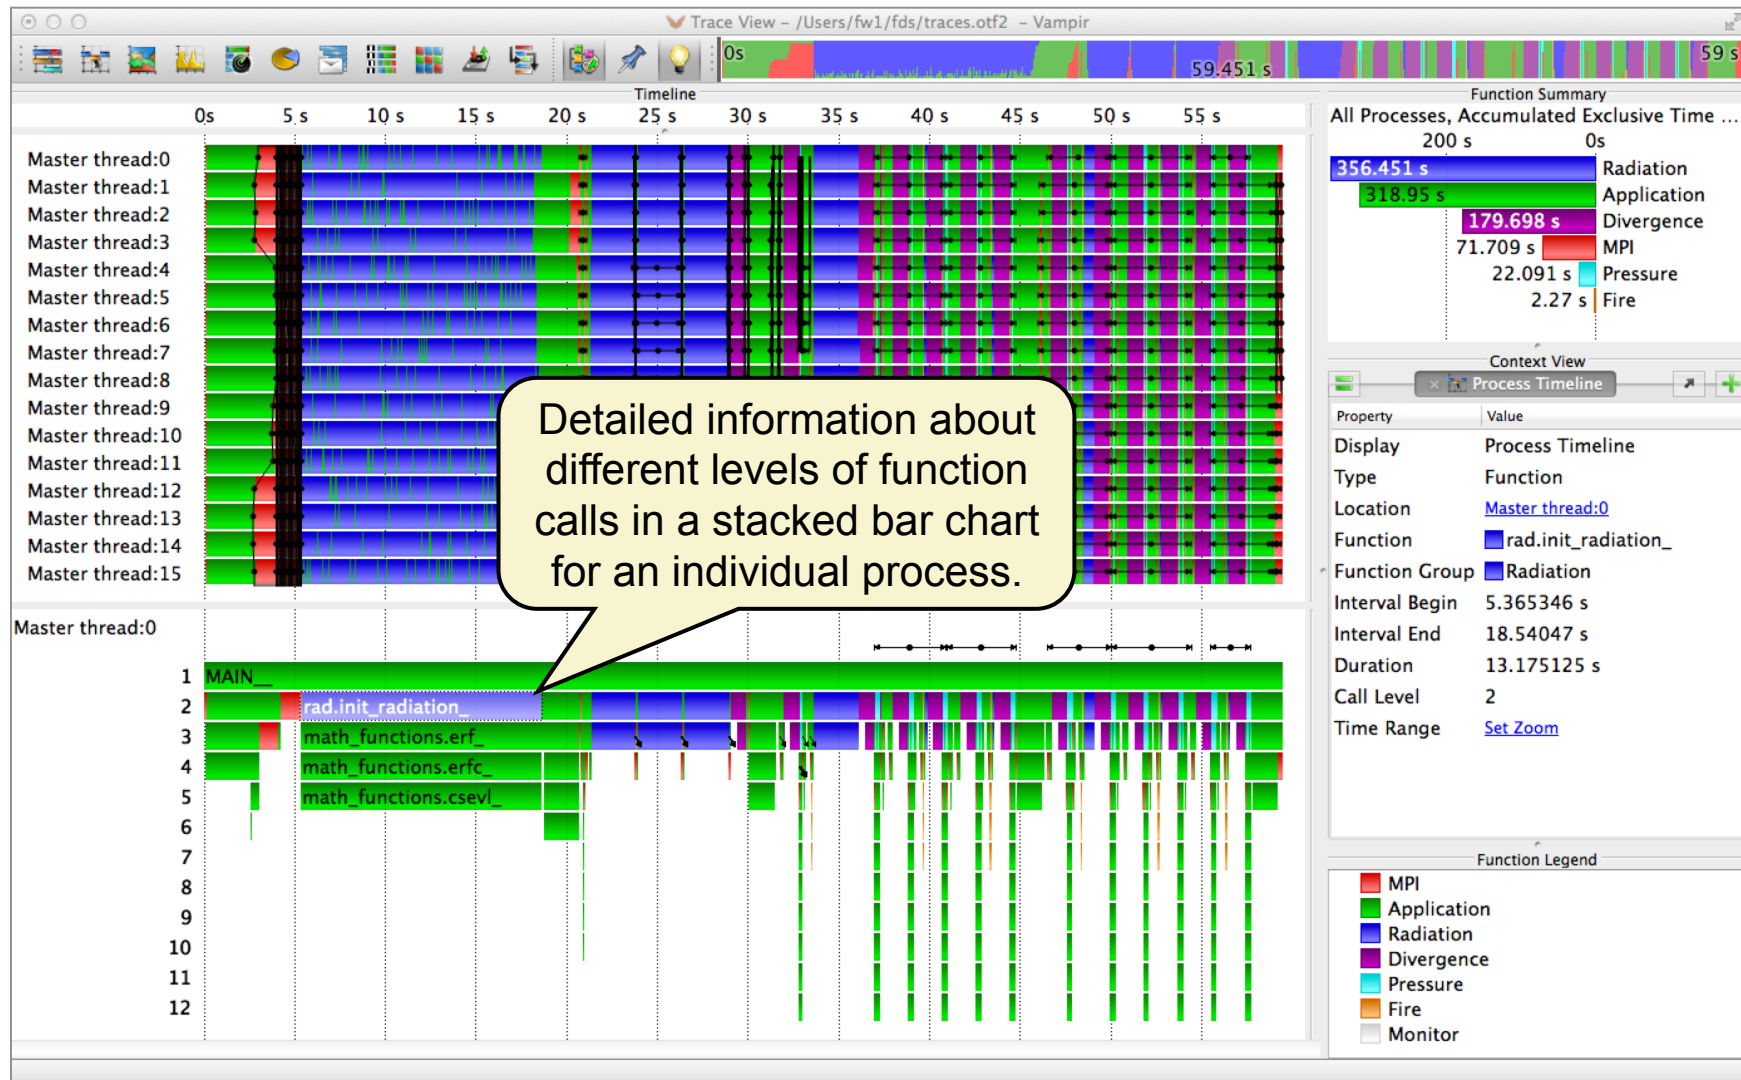 Trace View – /Users/fw1/fds/traces.otf2 – Vampir
0s
59.451 s
59 s
Timeline
0s 5 s 10 s 15 s 20 s 25 s 30 s 35 s 40 s 45 s 50 s 55 s
Master thread:0
Master thread:1
Master thread:2
Master thread:3
Master thread:4
Master thread:5
Master thread:6
Master thread:7
Master thread:8
Master thread:9
Master thread:10
Master thread:11
Master thread:12
Master thread:13
Master thread:14
Master thread:15
Detailed information about
different levels of function
calls in a stacked bar chart
for an individual process.
Master thread:0
1 MAIN__
2 rad.init_radiation_
3 math_functions.erf_
4 math_functions.erfc_
5 math_functions.csevl_
6
7
8
9
10
11
12
Function Summary
All Processes, Accumulated Exclusive Time ...
200 s 0s
356.451 s Radiation
318.95 s Application
179.698 s Divergence
71.709 s MPI
22.091 s Pressure
2.27 s Fire
Context View
Process Timeline
Property Value
Display Process Timeline
Type Function
Location Master thread:0
Function rad.init_radiation_
Function Group Radiation
Interval Begin 5.365346 s
Interval End 18.54047 s
Duration 13.175125 s
Call Level 2
Time Range Set Zoom
Function Legend
MPI
Application
Radiation
Divergence
Pressure
Fire
Monitor